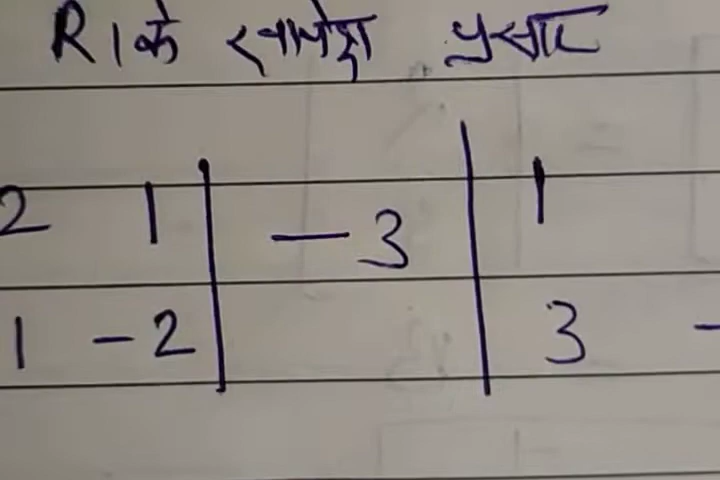 R1 के सापेक्ष प्रसार
2 1 | - 3 | 1
1 - 2 | | 3 -